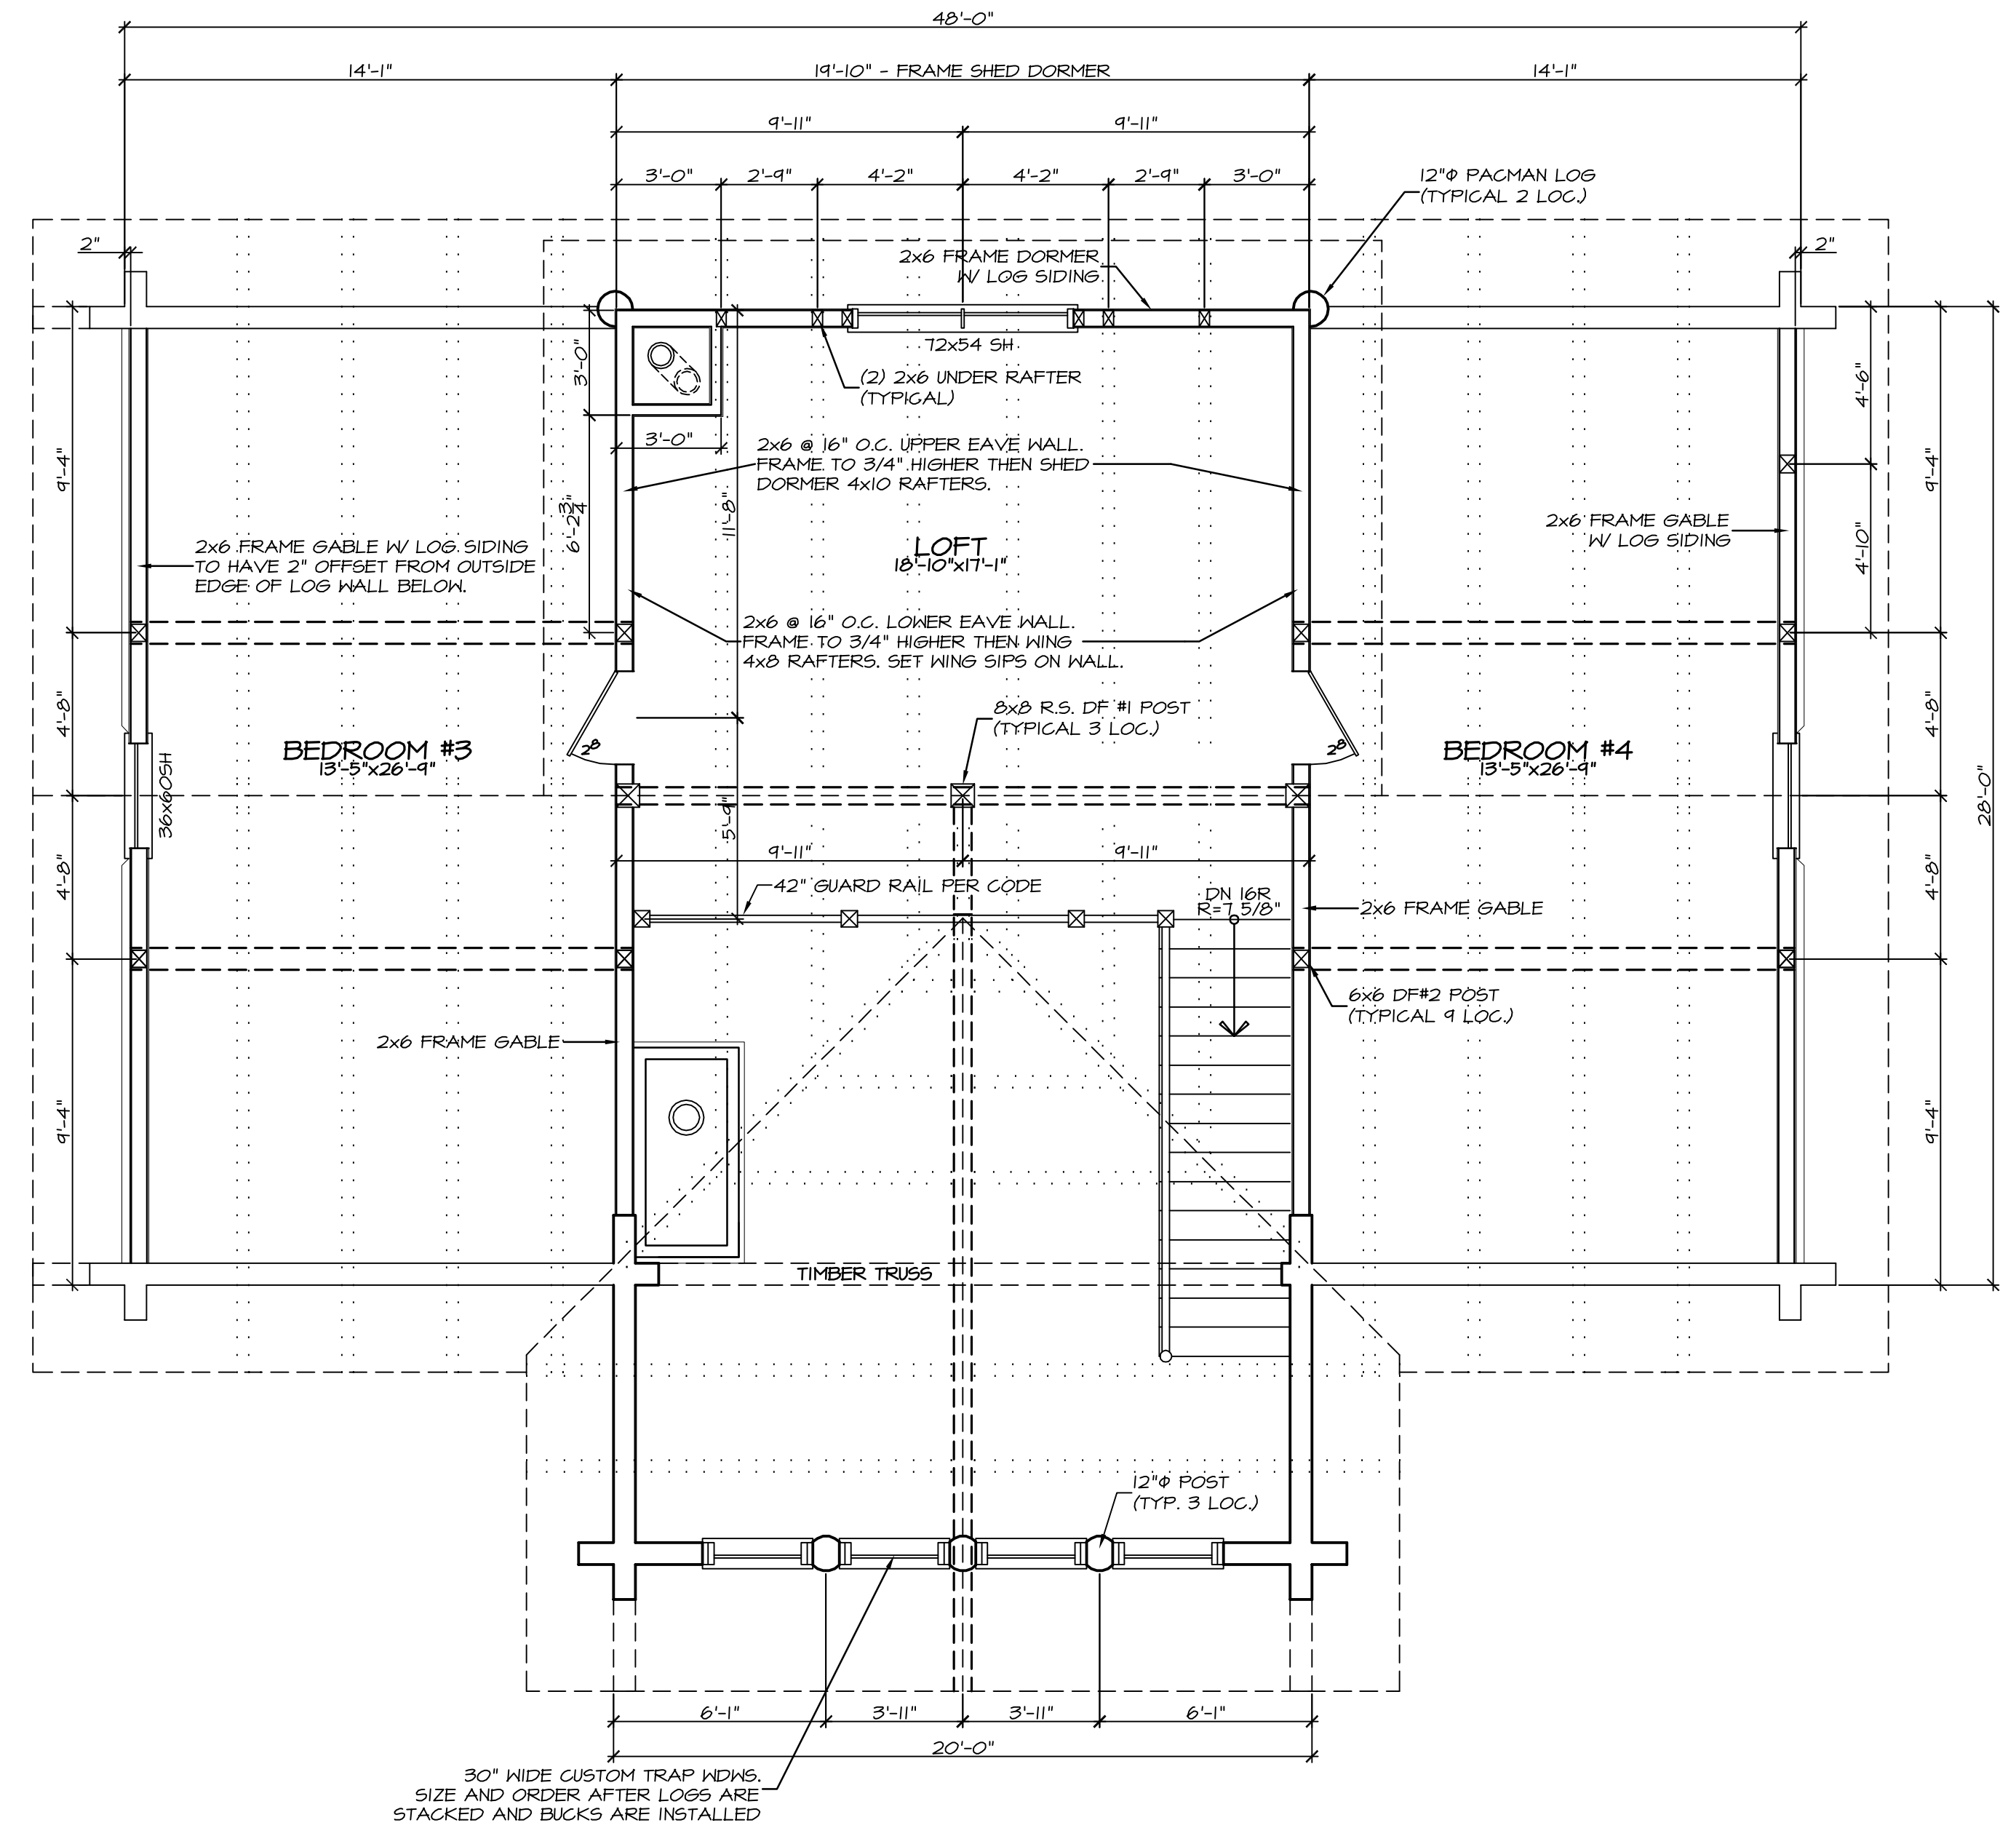 48'-0"
14'-1"
19'-10" - FRAME SHED DORMER
14'-1"
9'-11"
9'-11"
3'-0"
2'-9"
4'-2"
4'-2"
2'-9"
3'-0"
12"Φ PACMAN LOG
(TYPICAL 2 LOC.)
2"
2"
2x6 FRAME DORMER
W/ LOG SIDING
72x54 SH
3'-0"
(2) 2x6 UNDER RAFTER
(TYPICAL)
3'-0"
2x6 @ 16" O.C. UPPER EAVE WALL.
FRAME TO 3/4" HIGHER THEN SHED
DORMER 4x10 RAFTERS.
9'-4"
11'-8"
4'-6"
9'-4"
4'-10"
2x6 FRAME GABLE W/ LOG SIDING
TO HAVE 2" OFFSET FROM OUTSIDE
EDGE OF LOG WALL BELOW.
LOFT
18'-10"x17'-1"
2x6 FRAME GABLE
W/ LOG SIDING
2x6 @ 16" O.C. LOWER EAVE WALL.
FRAME TO 3/4" HIGHER THEN WING
4x8 RAFTERS. SET WING SIPS ON WALL.
4'-8"
8x8 R.S. DF #1 POST
(TYPICAL 3 LOC.)
4'-8"
BEDROOM #3
13'-5"x26'-9"
28
28
BEDROOM #4
13'-5"x26'-9"
36x60SH
5'-9"
28'-0"
4'-8"
9'-11"
9'-11"
4'-8"
42" GUARD RAIL PER CODE
DN 16R
R=7 5/8"
2x6 FRAME GABLE
6x6 DF#2 POST
(TYPICAL 9 LOC.)
2x6 FRAME GABLE
9'-4"
9'-4"
TIMBER TRUSS
12"Φ POST
(TYP. 3 LOC.)
6'-1"
3'-11"
3'-11"
6'-1"
20'-0"
30" WIDE CUSTOM TRAP WDWS.
SIZE AND ORDER AFTER LOGS ARE
STACKED AND BUCKS ARE INSTALLED